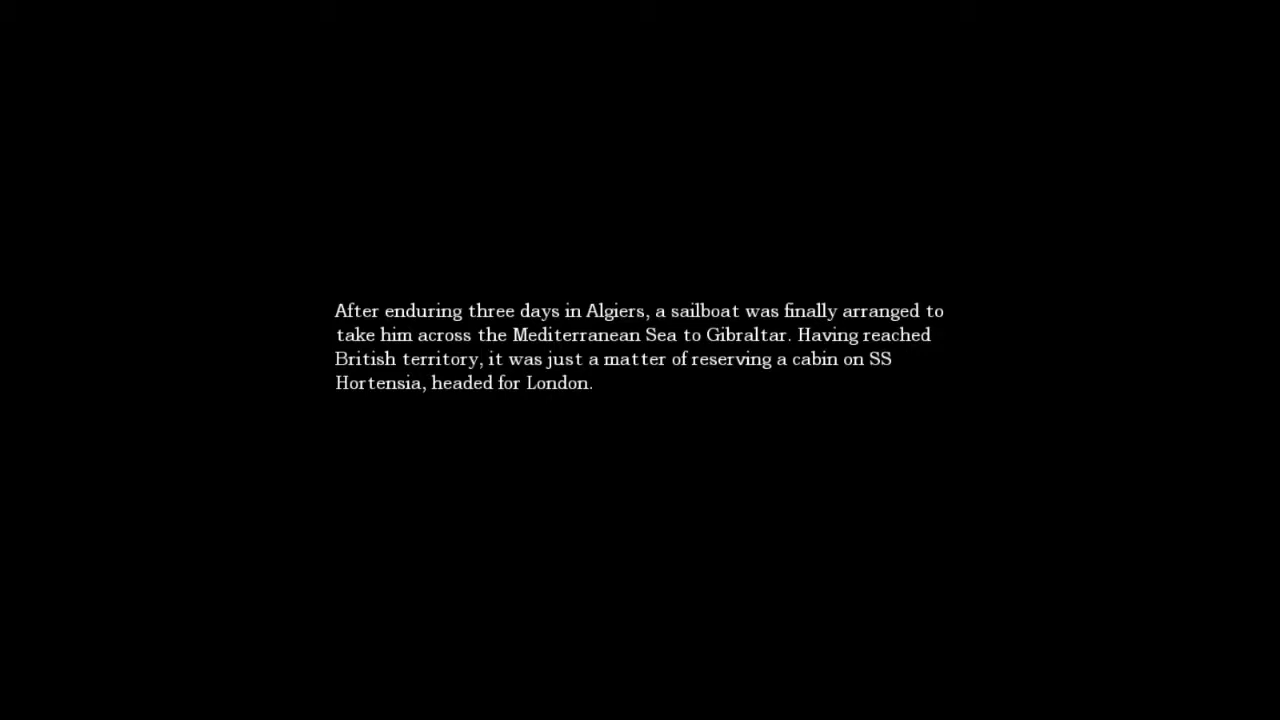 After enduring three days in Algiers, a sailboat was finally arranged to
take him across the Mediterranean Sea to Gibraltar. Having reached
British territory, it was just a matter of reserving a cabin on SS
Hortensia, headed for London.